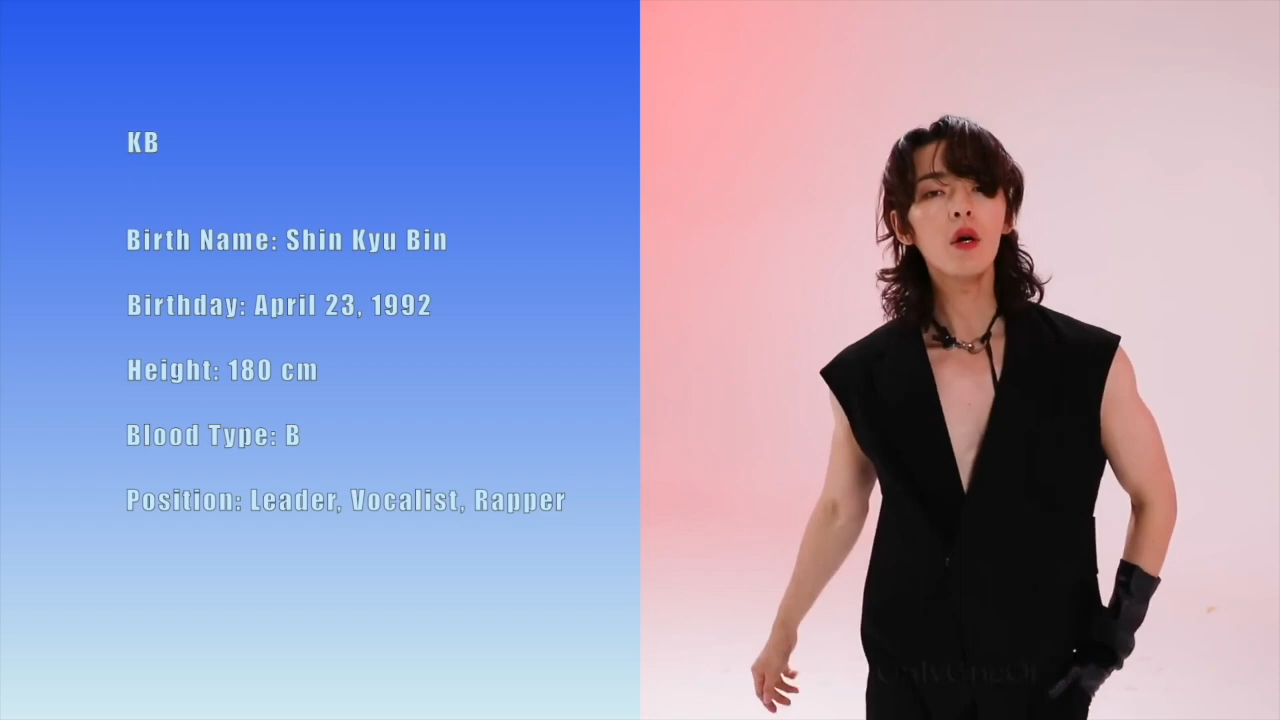 KB
Birth Name: Shin Kyu Bin
Birthday: April 23, 1992
Height: 180 cm
Blood Type: B
Position: Leader, Vocalist, Rapper